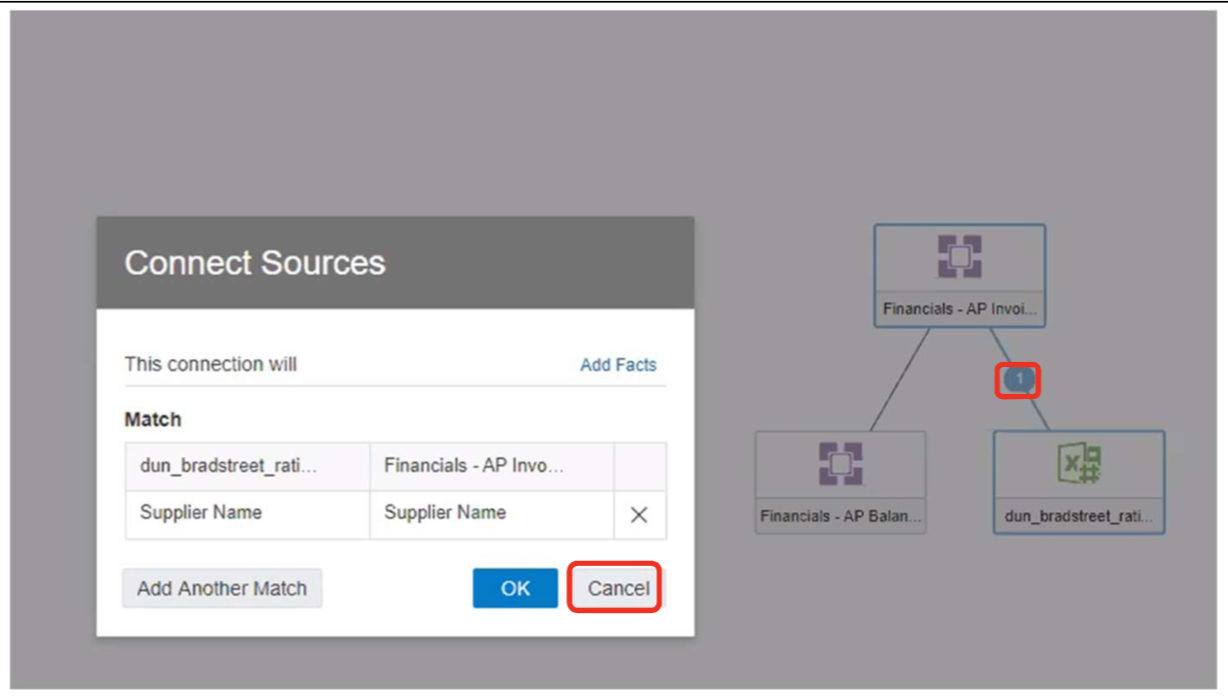 Connect Sources
This connection will Add Facts
Match
dun_bradstreet_rati... Financials - AP Invo...
Supplier Name Supplier Name
Add Another Match OK Cancel
Financials - AP Invoi...
1
Financials - AP Balan... dun_bradstreet_rati...